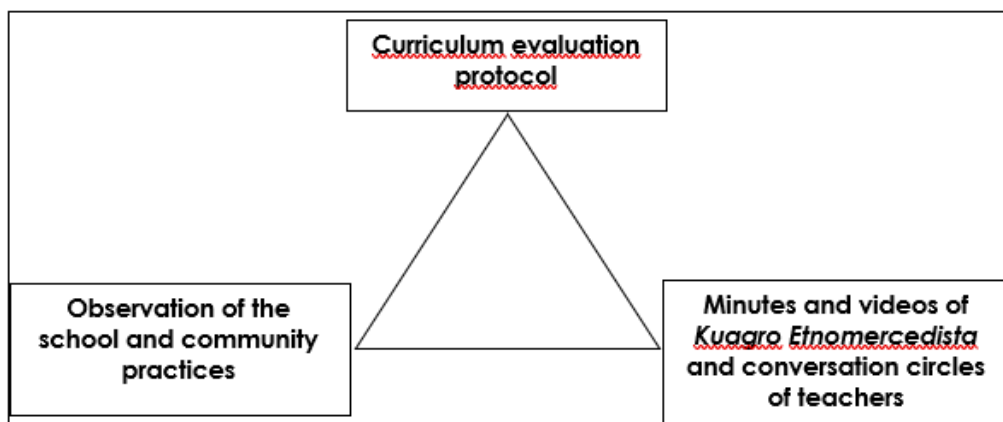 Curriculum evaluation
protocol
Observation of the
school and community
practices
Minutes and videos of
Kuagro Etnomercedista
and conversation circles
of teachers